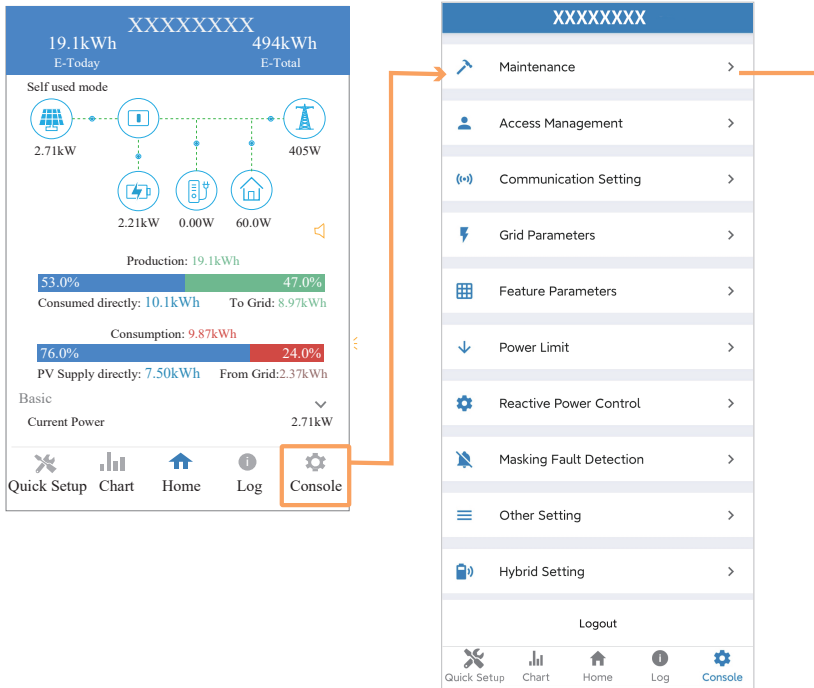 XXXXXXXX
19.1kWh 494kWh
E-Today E-Total
Self used mode
2.71kW 405W
2.21kW 0.00W 60.0W
Production: 19.1kWh
53.0% 47.0%
Consumed directly: 10.1kWh To Grid: 8.97kWh
Consumption: 9.87kWh
76.0% 24.0%
PV Supply directly: 7.50kWh From Grid:2.37kWh
Basic
Current Power 2.71kW
Quick Setup Chart Home Log Console
XXXXXXXX
Maintenance
Access Management
Communication Setting
Grid Parameters
Feature Parameters
Power Limit
Reactive Power Control
Masking Fault Detection
Other Setting
Hybrid Setting
Logout
Quick Setup Chart Home Log Console